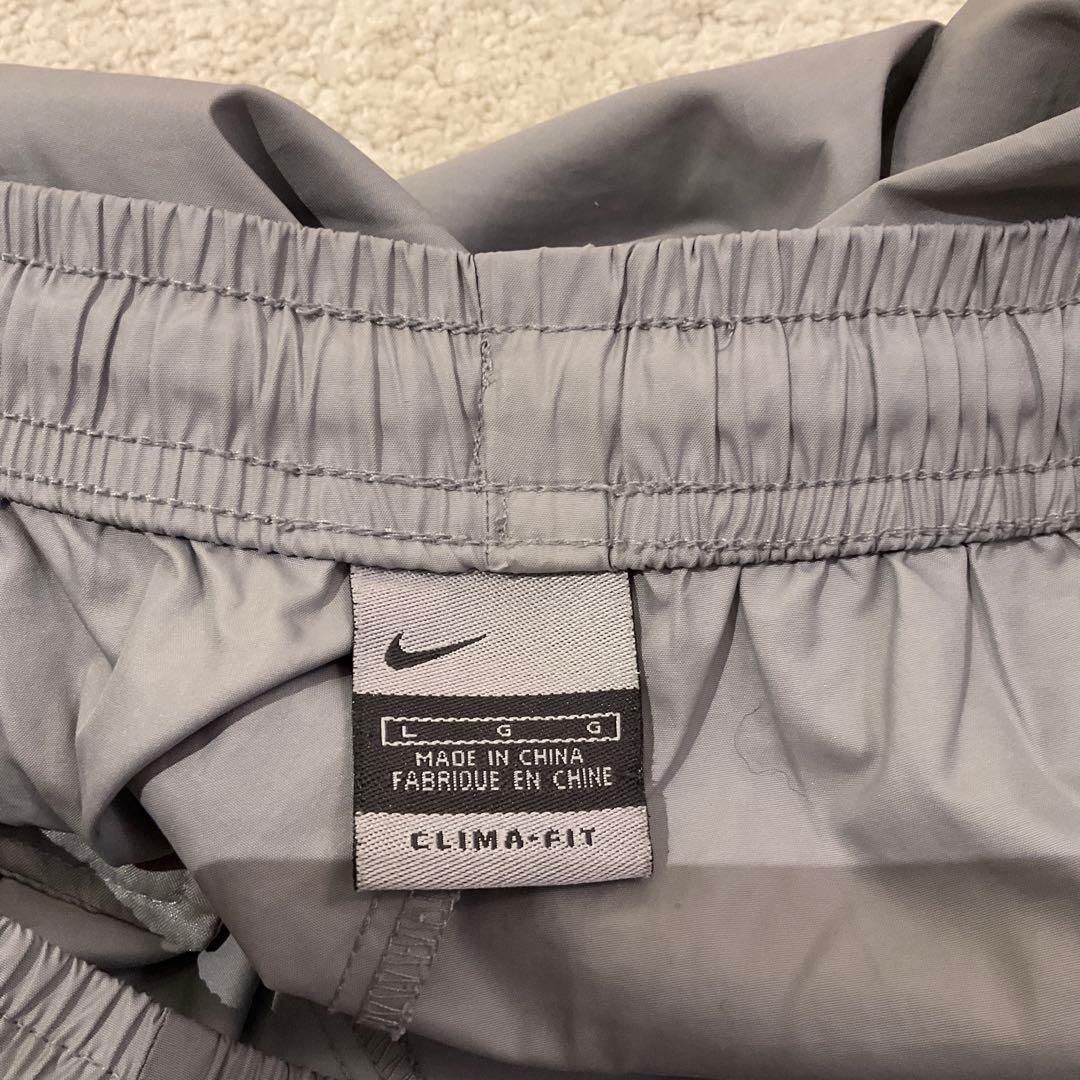 L G G
MADE IN CHINA
FABRIQUE EN CHINE
CLIMA-FIT